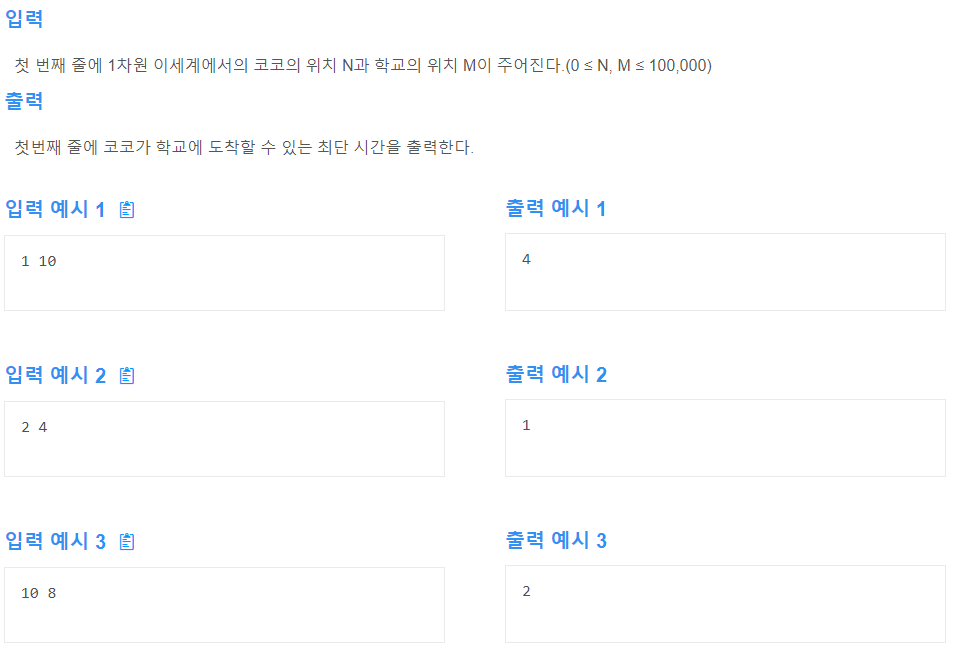 입력
첫 번째 줄에 1차원 이세계에서의 코코의 위치 N과 학교의 위치 M이 주어진다.(0 ≤ N, M ≤ 100,000)
출력
첫번째 줄에 코코가 학교에 도착할 수 있는 최단 시간을 출력한다.
입력 예시 1
출력 예시 1
1 10
4
입력 예시 2
출력 예시 2
2 4
1
입력 예시 3
출력 예시 3
10 8
2